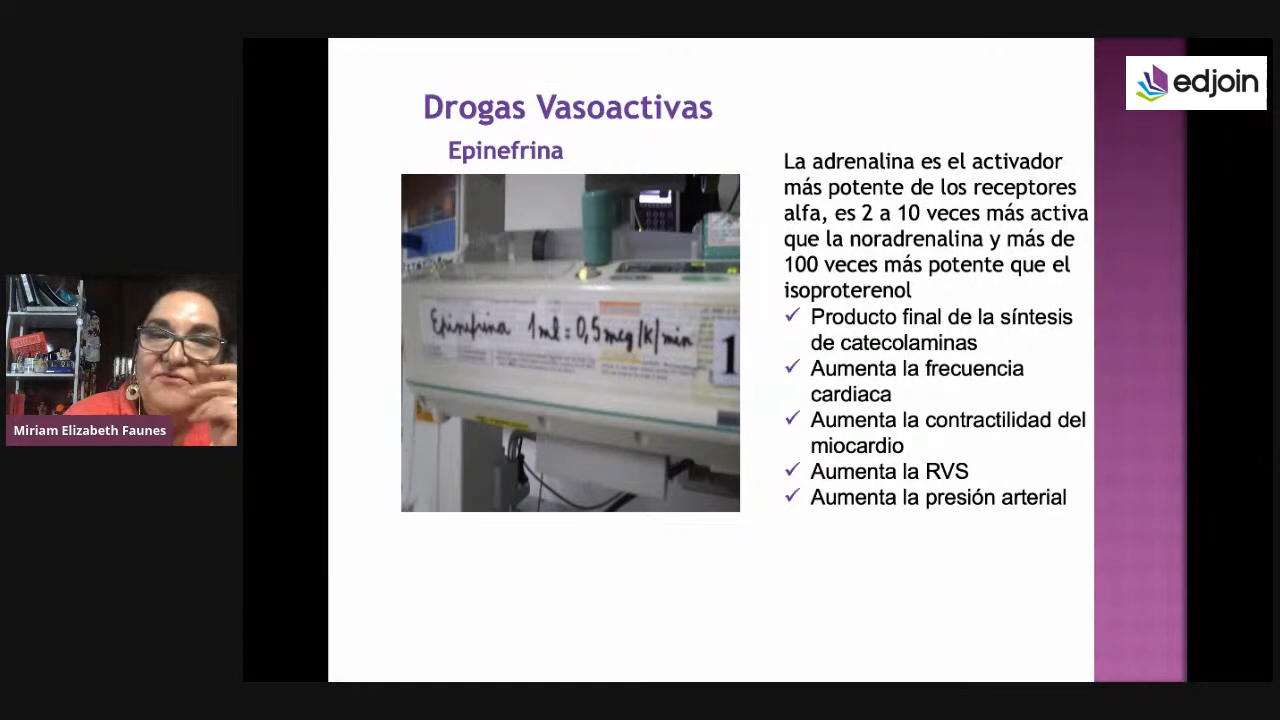 edjoin
Drogas Vasoactivas
Epinefrina
La adrenalina es el activador
más potente de los receptores
alfa, es 2 a 10 veces más activa
que la noradrenalina y más de
100 veces más potente que el
isoproterenol
✓ Producto final de la síntesis
de catecolaminas
✓ Aumenta la frecuencia
cardiaca
✓ Aumenta la contractilidad del
miocardio
✓ Aumenta la RVS
✓ Aumenta la presión arterial
Epinefrina 1 ml = 0,5 mcg/K/min
1
Miriam Elizabeth Faunes